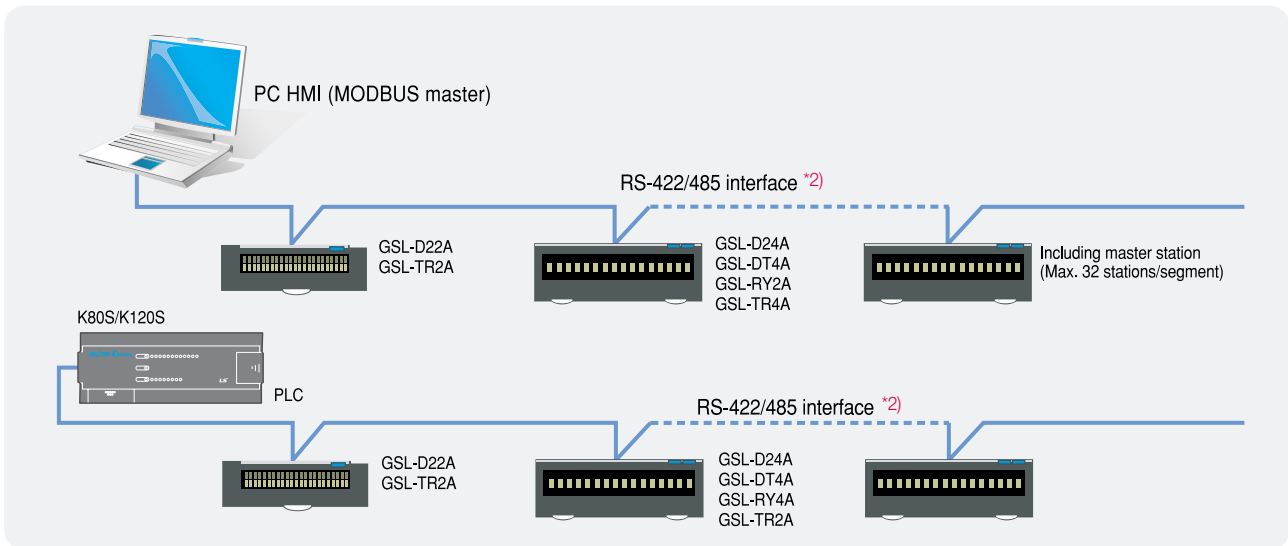 PC HMI (MODBUS master)
RS-422/485 interface *2)
GSL-D22A
GSL-TR2A
GSL-D24A
GSL-DT4A
GSL-RY2A
GSL-TR4A
Including master station
(Max. 32 stations/segment)
K80S/K120S
LS
PLC
RS-422/485 interface *2)
GSL-D22A
GSL-TR2A
GSL-D24A
GSL-DT4A
GSL-RY4A
GSL-TR2A